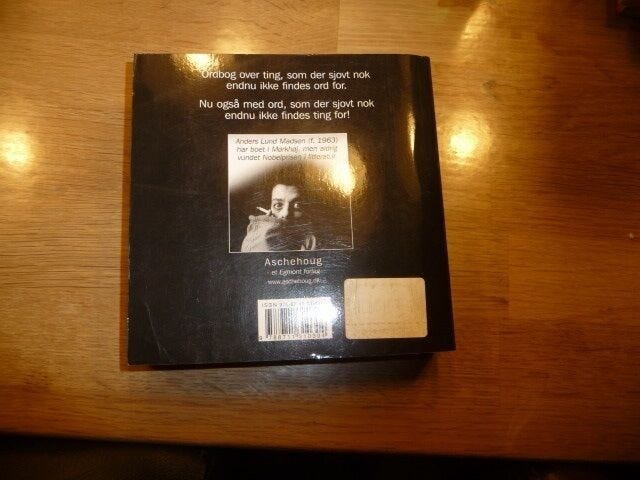 Ordbog over ting, som der sjovt nok
endnu ikke findes ord for.
Nu også med ord, som der sjovt nok
endnu ikke findes ting for!
Anders Lund Madsen (f. 1963)
har boet i Mørkhøj, men aldrig
vundet Nobelprisen i litteratur.
Aschehoug
- et Egmont forlag
www.aschehoug.dk
ISBN